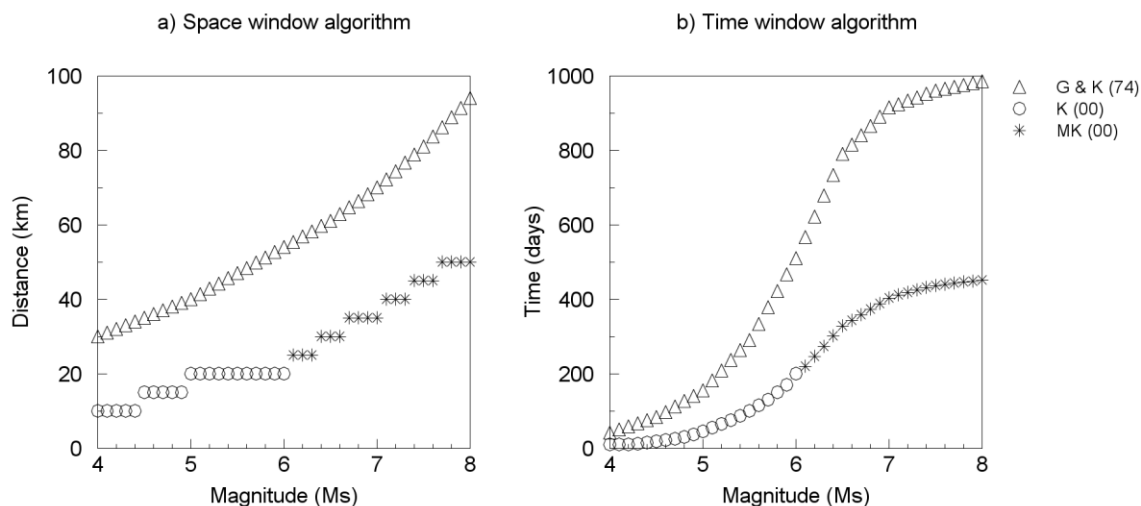 a) Space window algorithm
100
80
60
40
20
0
4 5 6 7 8
Distance (km)
Magnitude (Ms)
b) Time window algorithm
1000
800
600
400
200
0
4 5 6 7 8
Time (days)
Magnitude (Ms)
G & K (74)
K (00)
MK (00)